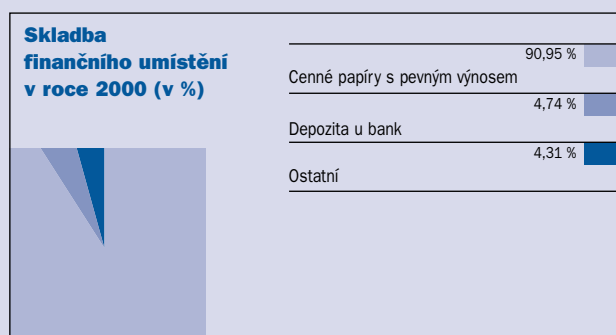 Skladba
finančního umístění
v roce 2000 (v %)
90,95 %
Cenné papíry s pevným výnosem
4,74 %
Depozita u bank
4,31 %
Ostatní